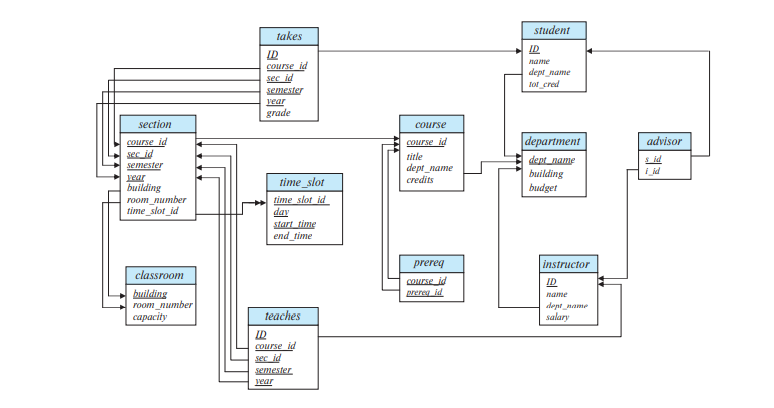 takes
ID
course_id
sec_id
semester
year
grade
student
ID
name
dept_name
tot_cred
section
course_id
sec_id
semester
year
building
room_number
time_slot_id
course
course_id
title
dept_name
credits
department
dept_name
building
budget
advisor
s_id
i_id
time_slot
time_slot_id
day
start_time
end_time
prereq
course_id
prereq_id
instructor
ID
name
dept_name
salary
classroom
building
room_number
capacity
teaches
ID
course_id
sec_id
semester
year